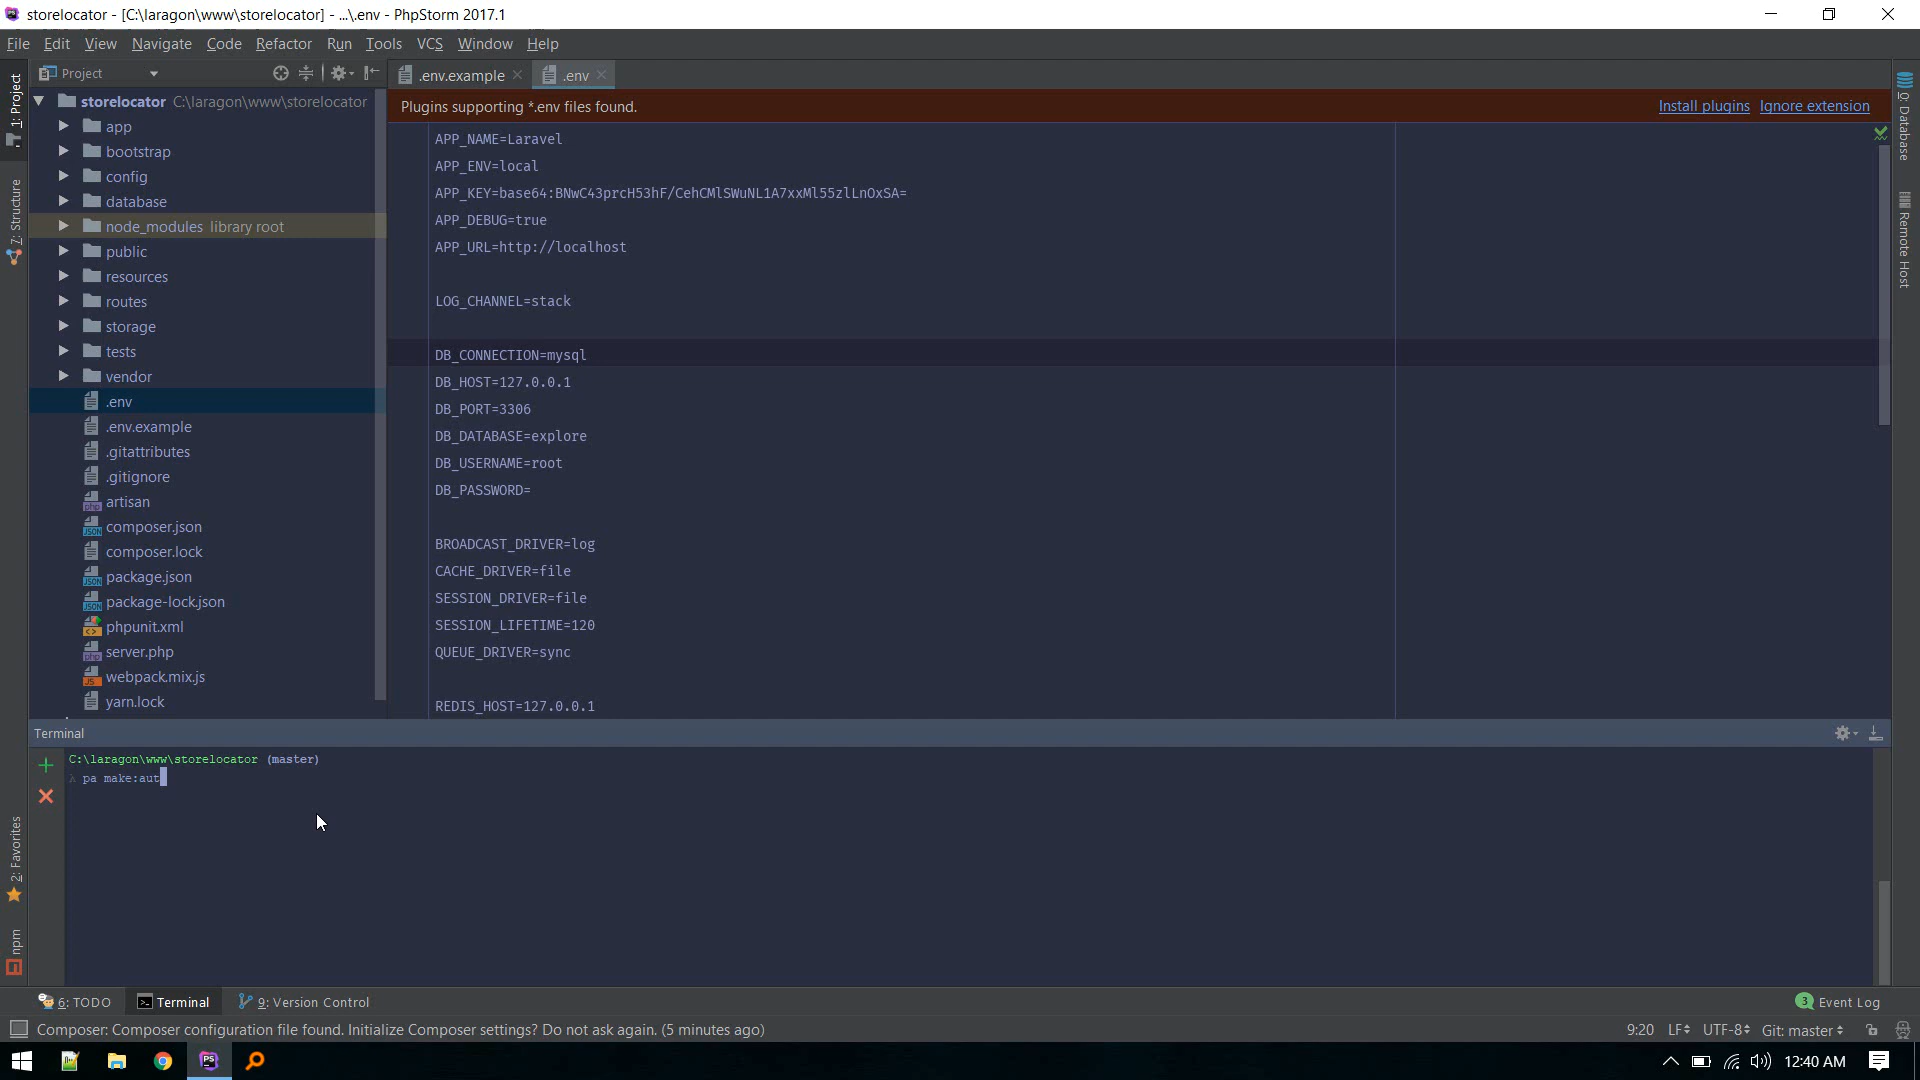 storelocator - [C:\laragon\www\storelocator] - ...\.env - PhpStorm 2017.1
File Edit View Navigate Code Refactor Run Tools VCS Window Help
Project
.env.example
.env
1: Project
Z: Structure
2: Favorites
npm
storelocator C:\laragon\www\storelocator
app
bootstrap
config
database
node_modules library root
public
resources
routes
storage
tests
vendor
.env
.env.example
.gitattributes
.gitignore
artisan
composer.json
composer.lock
package.json
package-lock.json
phpunit.xml
server.php
webpack.mix.js
yarn.lock
Plugins supporting *.env files found.
Install plugins Ignore extension
APP_NAME=Laravel
APP_ENV=local
APP_KEY=base64:BNwC43prcH53hF/CehCMlSWuNL1A7xxMl55zlLnOxSA=
APP_DEBUG=true
APP_URL=http://localhost
LOG_CHANNEL=stack
DB_CONNECTION=mysql
DB_HOST=127.0.0.1
DB_PORT=3306
DB_DATABASE=explore
DB_USERNAME=root
DB_PASSWORD=
BROADCAST_DRIVER=log
CACHE_DRIVER=file
SESSION_DRIVER=file
SESSION_LIFETIME=120
QUEUE_DRIVER=sync
REDIS_HOST=127.0.0.1
Database
Remote Host
Terminal
C:\laragon\www\storelocator (master)
λ pa make:aut
6: TODO
Terminal
9: Version Control
3 Event Log
Composer: Composer configuration file found. Initialize Composer settings? Do not ask again. (5 minutes ago)
9:20 LF UTF-8 Git: master
12:40 AM